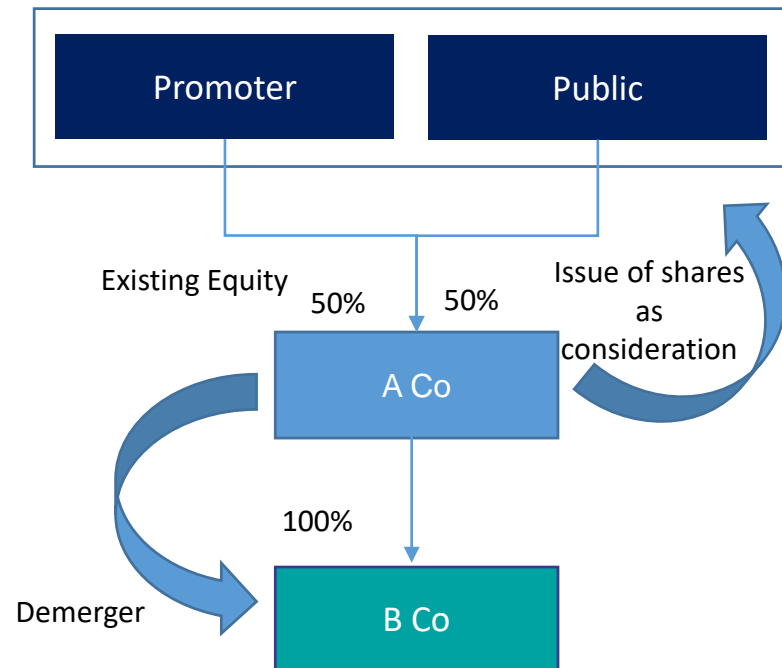 Promoter
Public
Existing Equity
50%
50%
Issue of shares
as
consideration
A Co
100%
Demerger
B Co